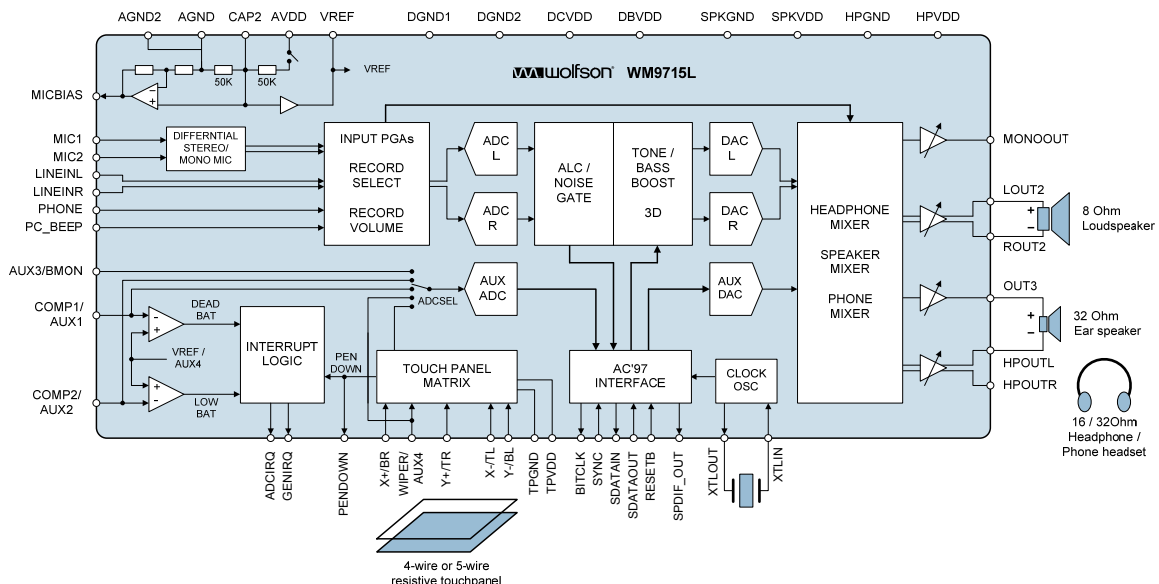 AGND2 AGND CAP2 AVDD VREF DGND1 DGND2 DCVDD DBVDD SPKGND SPKVDD HPGND HPVDD
VREF
50K 50K
wolfson WM9715L
MICBIAS
MIC1
MIC2
LINEINL
LINEINR
PHONE
PC_BEEP
AUX3/BMON
COMP1/
AUX1
COMP2/
AUX2
DIFFERNTIAL
STEREO/
MONO MIC
INPUT PGAs
RECORD
SELECT
RECORD
VOLUME
ADC
L
ADC
R
ALC /
NOISE
GATE
TONE /
BASS
BOOST
3D
DAC
L
DAC
R
HEADPHONE
MIXER
SPEAKER
MIXER
PHONE
MIXER
MONOOUT
LOUT2
+
−
ROUT2
8 Ohm
Loudspeaker
OUT3
+
−
32 Ohm
Ear speaker
HPOUTL
HPOUTR
16 / 32Ohm
Headphone /
Phone headset
ADCSEL
AUX
ADC
AUX
DAC
DEAD
BAT
VREF /
AUX4
LOW
BAT
-
+
-
+
+
-
INTERRUPT
LOGIC
PEN
DOWN
TOUCH PANEL
MATRIX
AC'97
INTERFACE
CLOCK
OSC
ADCIRQ
GENIRQ
PENDOWN
X+/BR
WIPER/
AUX4
Y+/TR
X-/TL
Y-/BL
TPGND
TPVDD
BITCLK
SYNC
SDATAIN
SDATAOUT
RESETB
SPDIF_OUT
XTLOUT
XTLIN
4-wire or 5-wire
resistive touchpanel